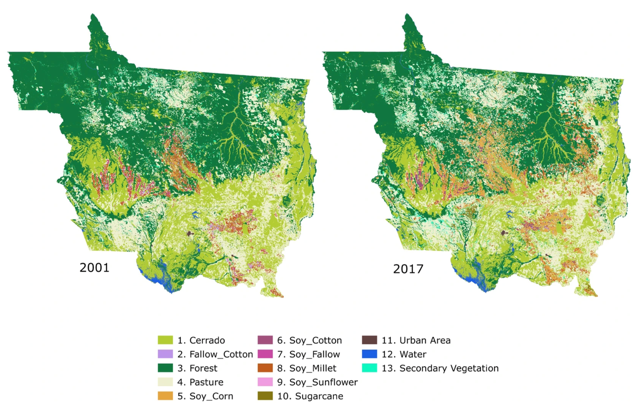 2001
2017
1. Cerrado
2. Fallow_Cotton
3. Forest
4. Pasture
5. Soy_Corn
6. Soy_Cotton
7. Soy_Fallow
8. Soy_Millet
9. Soy_Sunflower
10. Sugarcane
11. Urban Area
12. Water
13. Secondary Vegetation